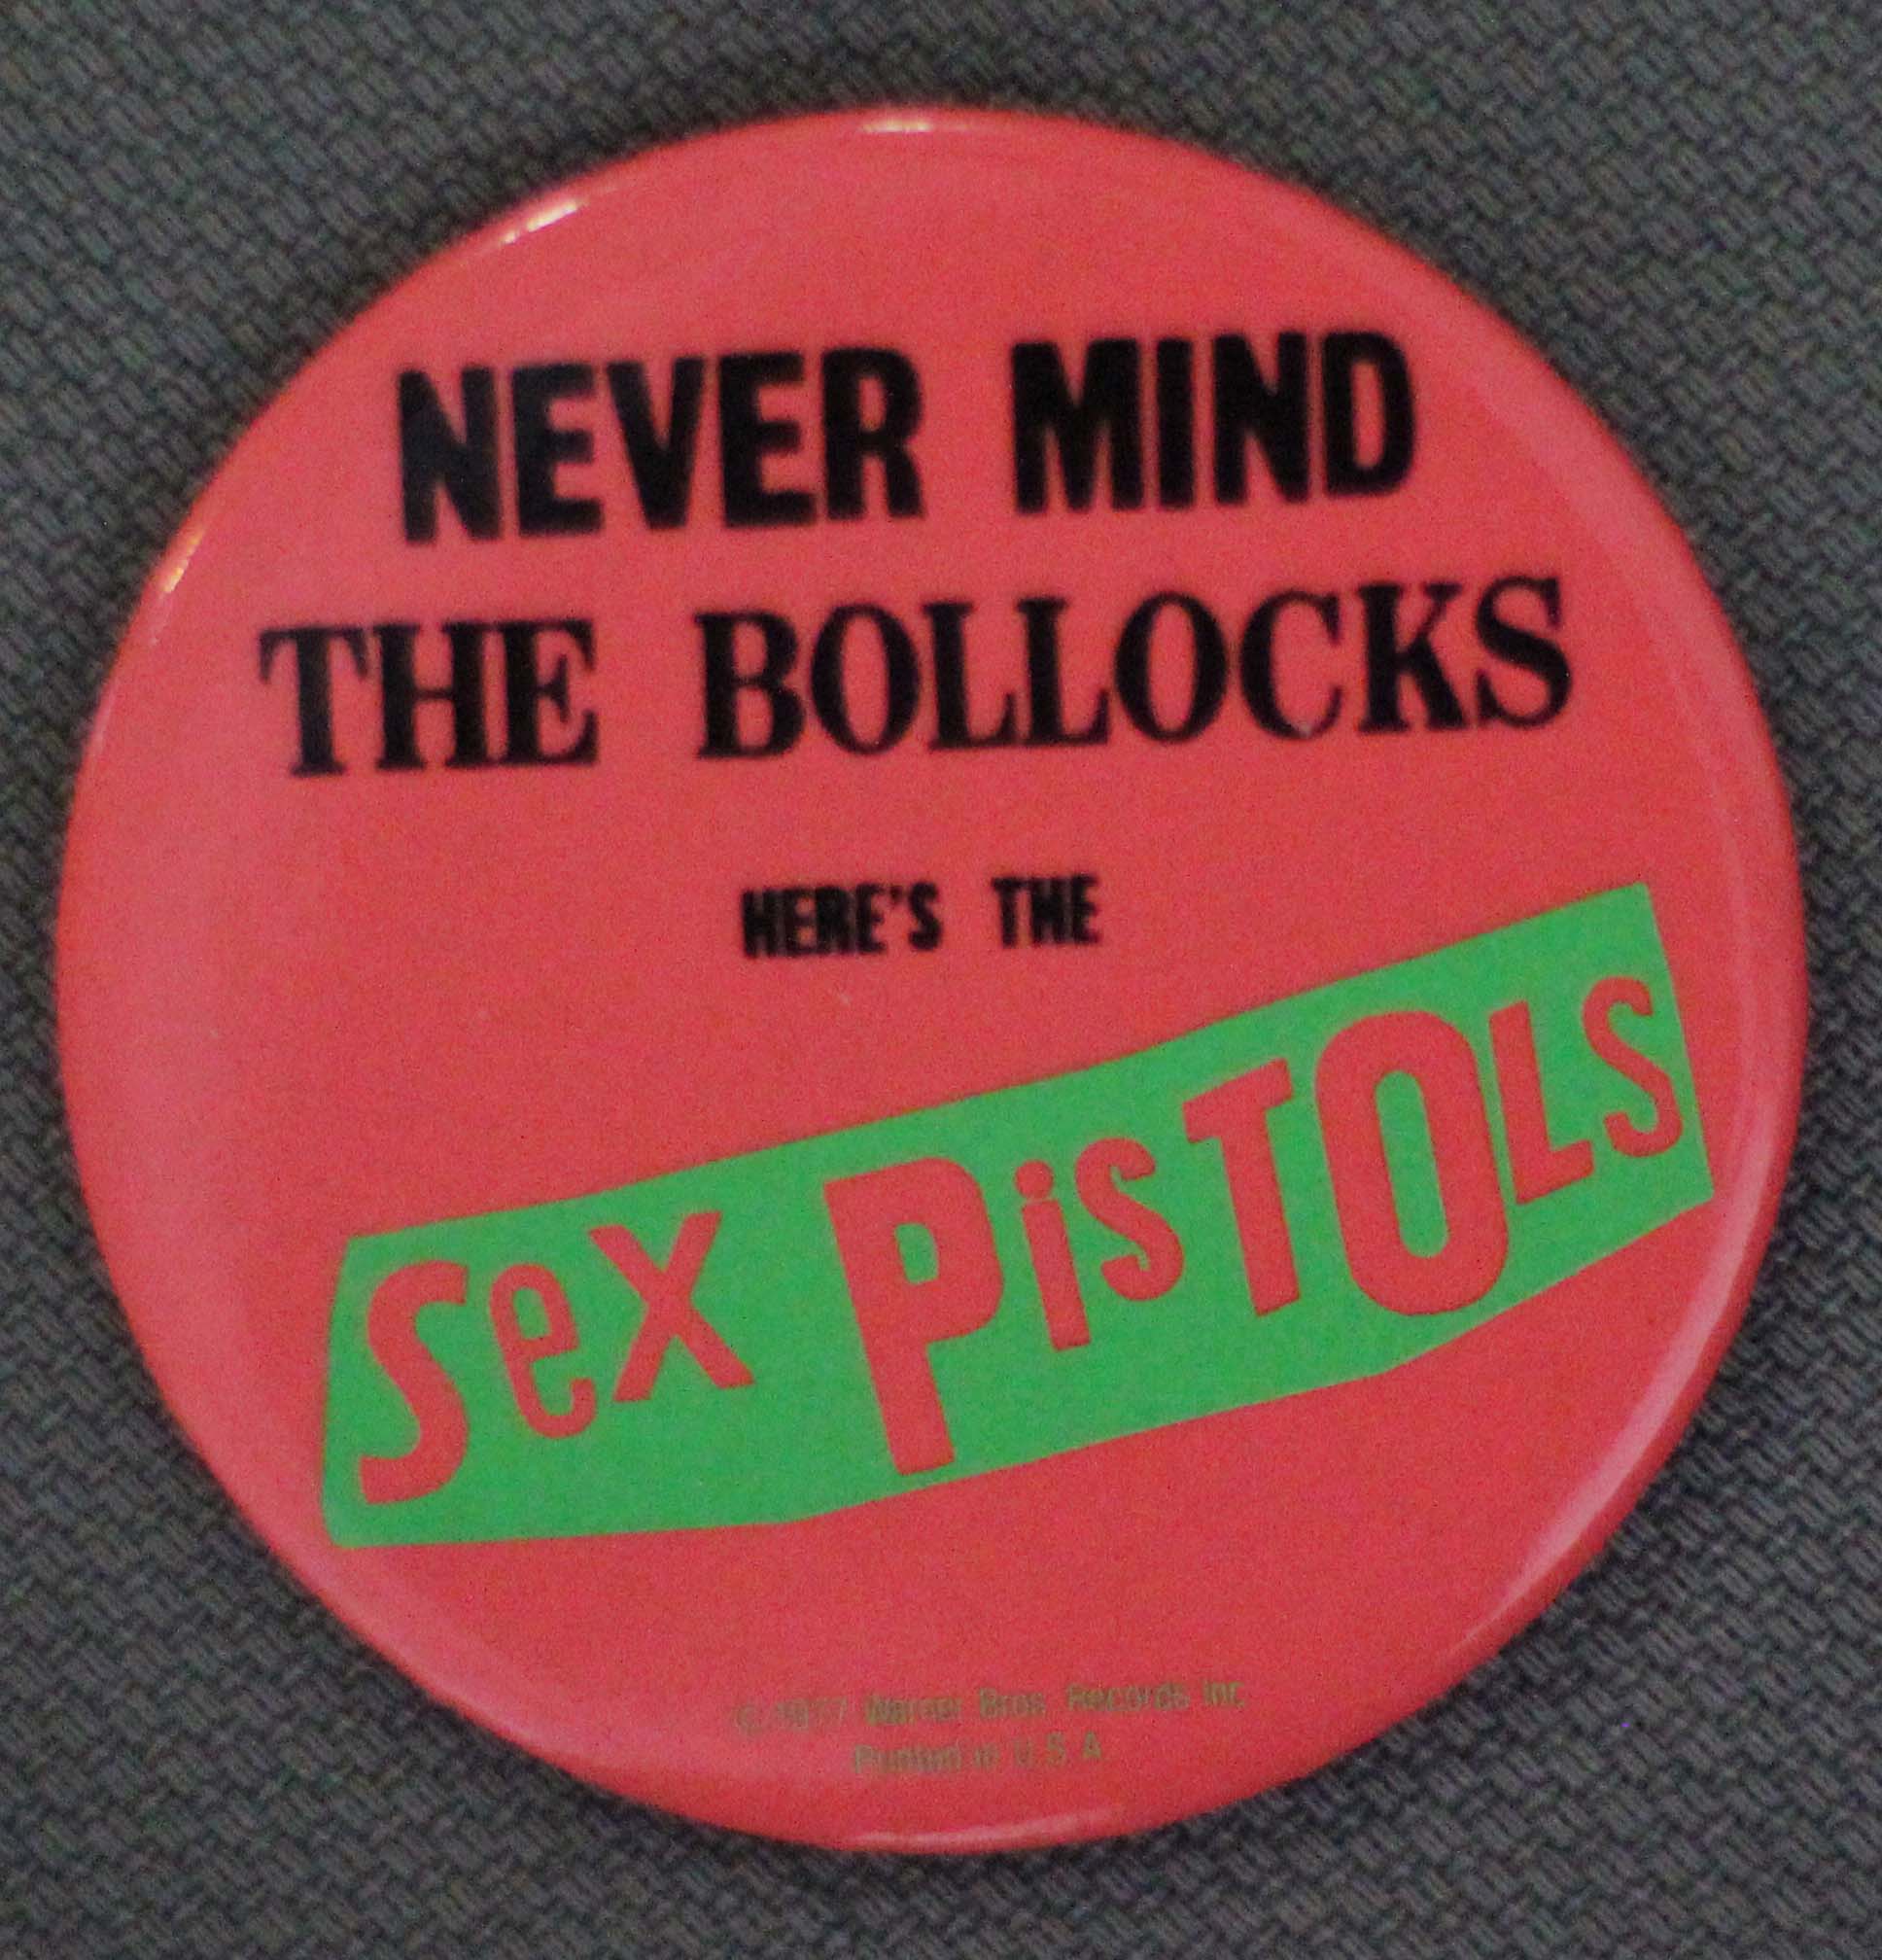 NEVER MIND
THE BOLLOCKS
HERE'S THE
Sex PisTOLS
© 1977 Warner Bros. Records Inc.
Printed in U.S.A.